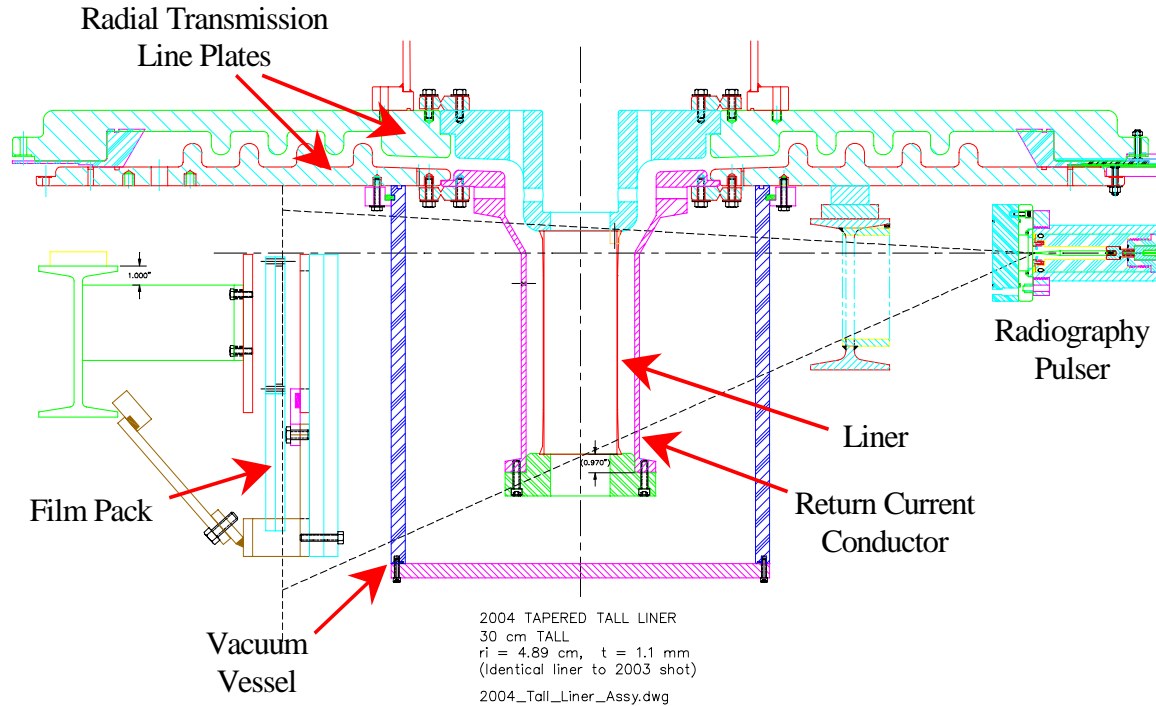 Radial Transmission
Line Plates
1.000"
Radiography
Pulser
Liner
(0.970")
Film Pack
Return Current
Conductor
Vacuum
Vessel
2004 TAPERED TALL LINER
30 cm TALL
ri = 4.89 cm, t = 1.1 mm
(Identical liner to 2003 shot)
2004_Tall_Liner_Assy.dwg